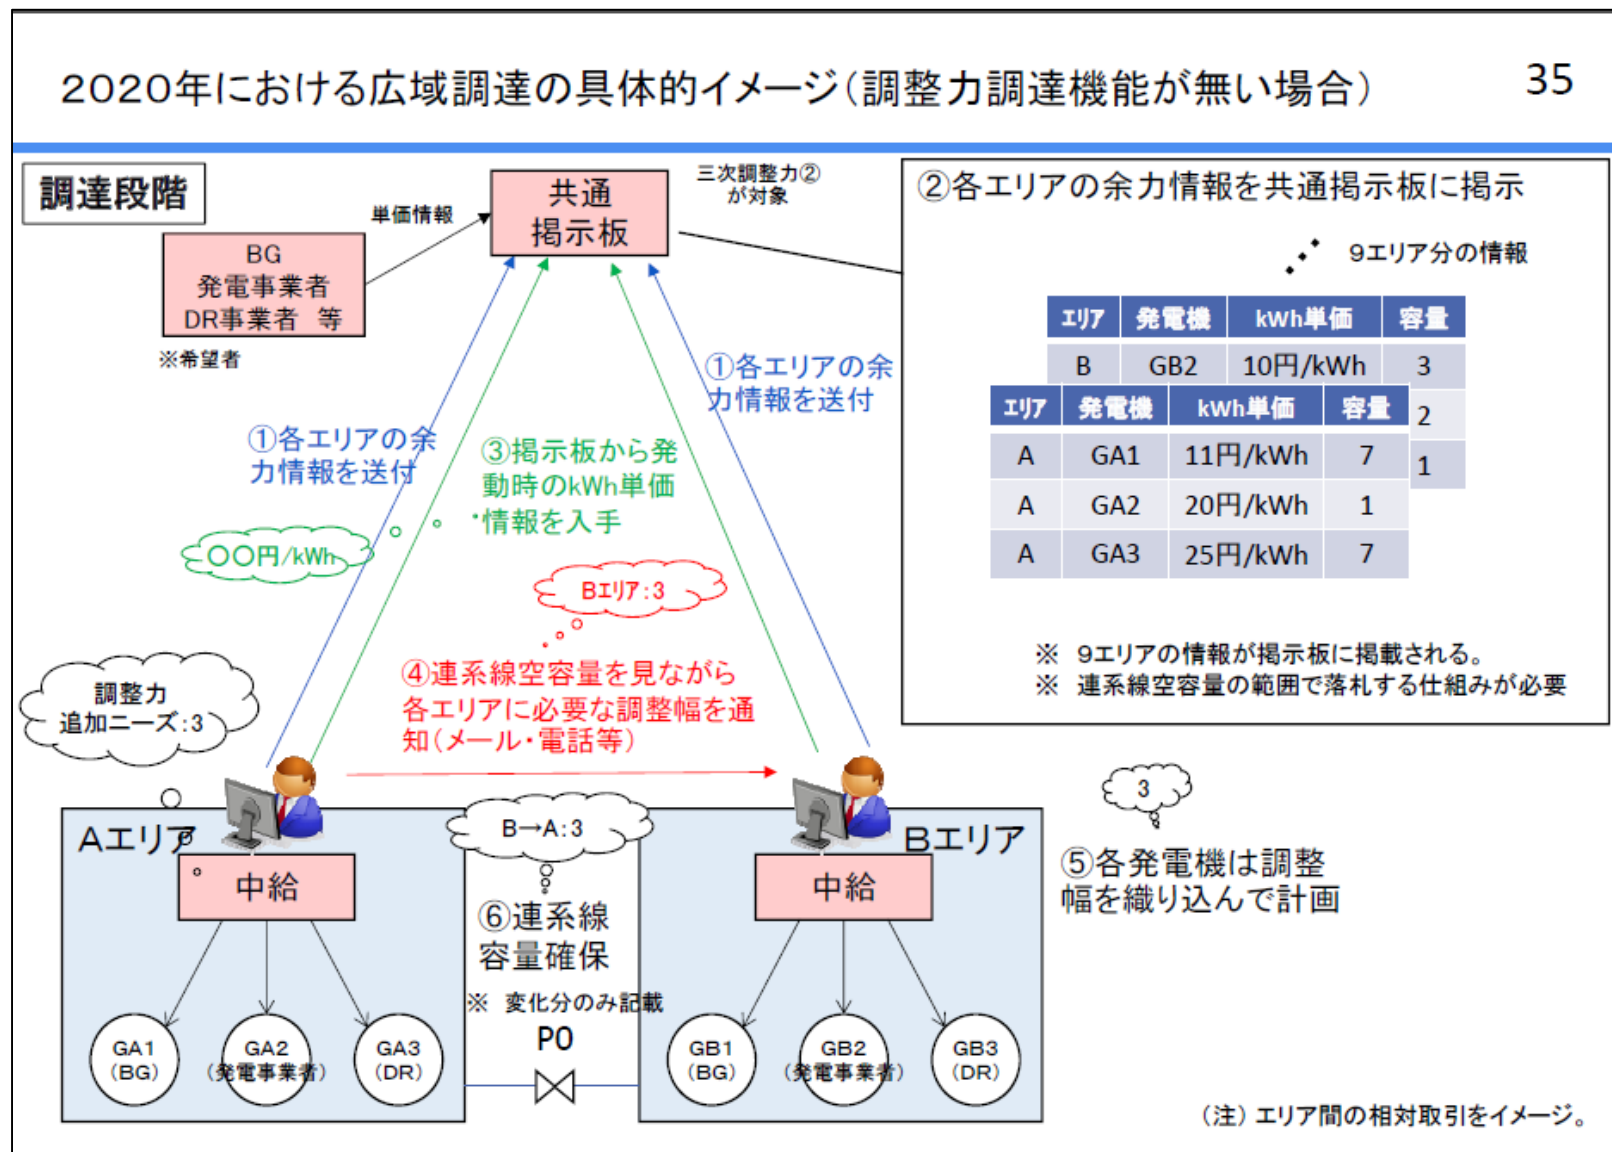 2020年における広域調達の具体的イメージ(調整力調達機能が無い場合)
35
調達段階
単価情報
共通
掲示板
三次調整力②
が対象
BG
発電事業者
DR事業者 等
※希望者
②各エリアの余力情報を共通掲示板に掲示
9エリア分の情報
エリア 発電機 kWh単価 容量
B GB2 10円/kWh 3
2
1
エリア 発電機 kWh単価 容量
A GA1 11円/kWh 7
A GA2 20円/kWh 1
A GA3 25円/kWh 7
※ 9エリアの情報が掲示板に掲載される。
※ 連系線空容量の範囲で落札する仕組みが必要
①各エリアの余
力情報を送付
①各エリアの余
力情報を送付
③掲示板から発
動時のkWh単価
情報を入手
〇〇円/kWh
Bエリア:3
④連系線空容量を見ながら
各エリアに必要な調整幅を通
知(メール・電話等)
調整力
追加ニーズ:3
Aエリア
中給
GA1
(BG)
GA2
(発電事業者)
GA3
(DR)
B→A:3
⑥連系線
容量確保
※ 変化分のみ記載
PO
Bエリア
中給
GB1
(BG)
GB2
(発電事業者)
GB3
(DR)
3
⑤各発電機は調整
幅を織り込んで計画
(注) エリア間の相対取引をイメージ。